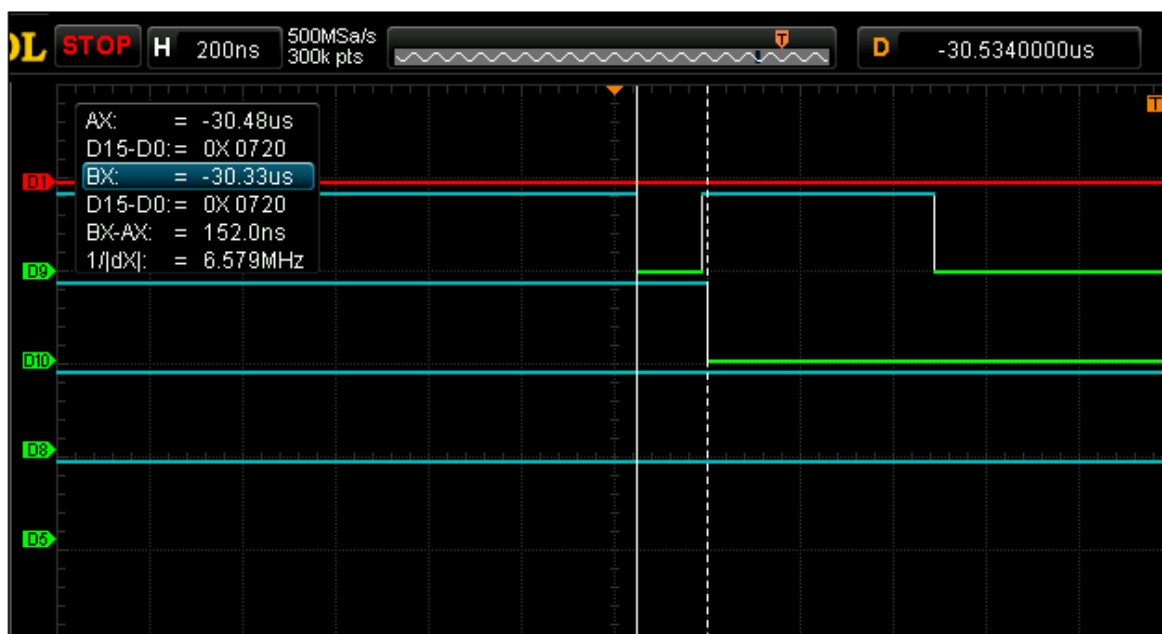 OL STOP H 200ns 500MSa/s 300k pts T D -30.5340000us
T
AX: = -30.48us
D15-D0:= 0X 0720
BX: = -30.33us
D15-D0:= 0X 0720
BX-AX: = 152.0ns
1/|dX|: = 6.579MHz
D1
D9
D10
D8
D5